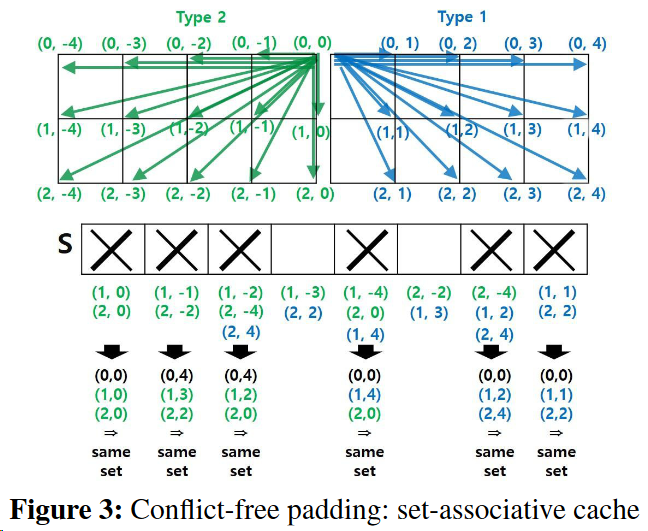 Type 2 Type 1
(0, -4) (0, -3) (0, -2) (0, -1) (0, 0) (0, 1) (0, 2) (0, 3) (0, 4)
(1, -4) (1, -3) (1,-2) (1,-1) (1, 0) (1,1) (1,2) (1, 3) (1, 4)
(2, -4) (2, -3) (2, -2) (2, -1) (2, 0) (2, 1) (2, 2) (2, 3) (2, 4)
S
(1, 0) (1, -1) (1, -2) (1, -3) (1, -4) (2, -2) (2, -4) (1, 1)
(2, 0) (2, -2) (2, -4) (2, 2) (2, 0) (1, 3) (1, 2) (2, 2)
(2, 4) (1, 4) (2, 4)
(0,0) (0,4) (0,4) (0,0) (0,0) (0,0)
(1,0) (1,3) (1,2) (1,4) (1,2) (1,1)
(2,0) (2,2) (2,0) (2,0) (2,4) (2,2)
⇒ ⇒ ⇒ ⇒ ⇒ ⇒
same same same same same same
set set set set set set
Figure 3: Conflict-free padding: set-associative cache